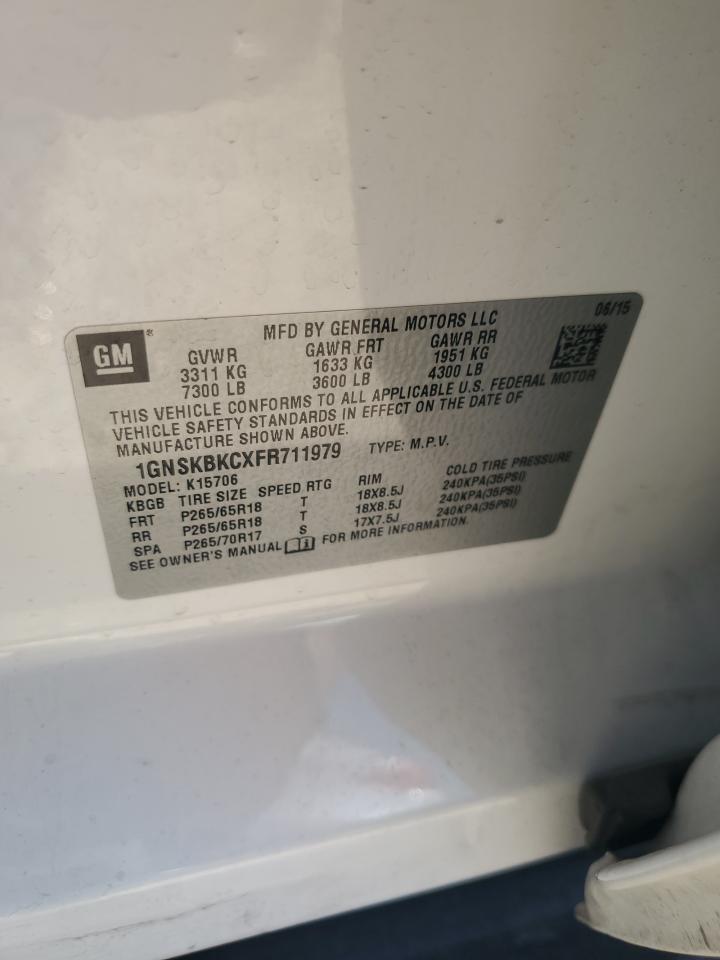 06/15
GM
MFD BY GENERAL MOTORS LLC
GVWR GAWR FRT GAWR RR
3311 KG 1633 KG 1951 KG
7300 LB 3600 LB 4300 LB
THIS VEHICLE CONFORMS TO ALL APPLICABLE U.S. FEDERAL MOTOR
VEHICLE SAFETY STANDARDS IN EFFECT ON THE DATE OF
MANUFACTURE SHOWN ABOVE.
1GNSKBKCXFR711979 TYPE: M.P.V.
MODEL: K15706
KBGB TIRE SIZE SPEED RTG RIM COLD TIRE PRESSURE
FRT P265/65R18 T 18X8.5J 240KPA(35PSI)
RR P265/65R18 T 18X8.5J 240KPA(35PSI)
SPA P265/70R17 S 17X7.5J 240KPA(35PSI)
SEE OWNER'S MANUAL FOR MORE INFORMATION.